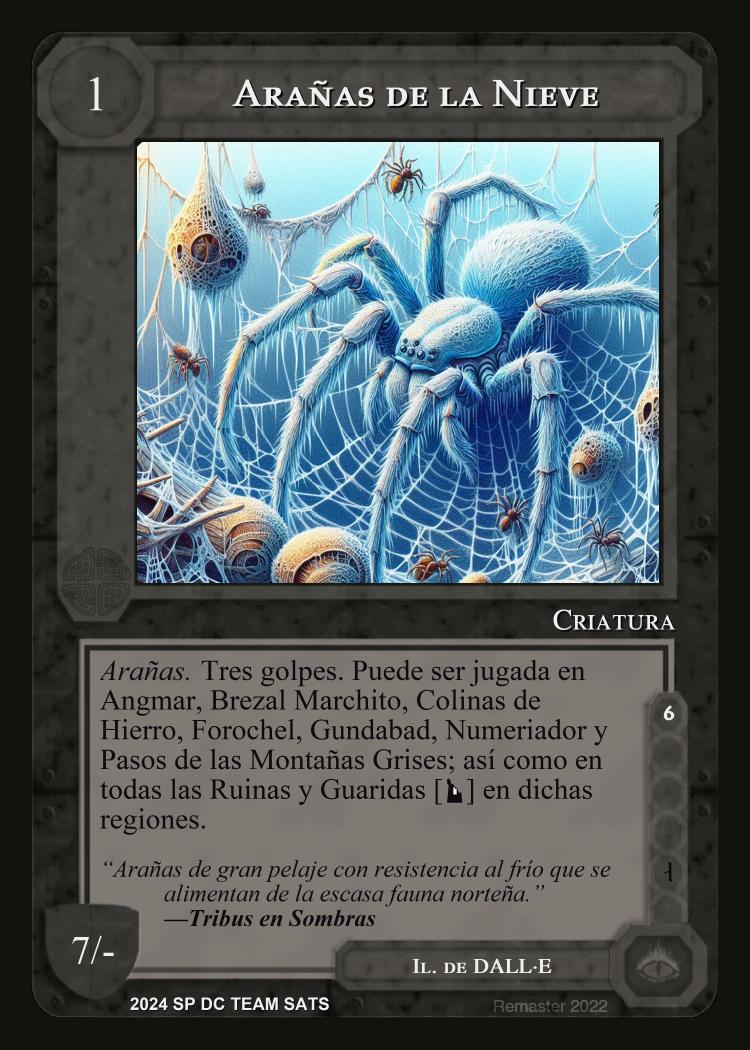 1
Arañas de la Nieve
Criatura
Arañas. Tres golpes. Puede ser jugada en
Angmar, Brezal Marchito, Colinas de
Hierro, Forochel, Gundabad, Numeriador y
Pasos de las Montañas Grises; así como en
todas las Ruinas y Guaridas [ ] en dichas
regiones.
6
“Arañas de gran pelaje con resistencia al frío que se
alimentan de la escasa fauna norteña.”
—Tribus en Sombras
7/-
Il. de DALL·E
2024 SP DC TEAM SATS
Remaster 2022